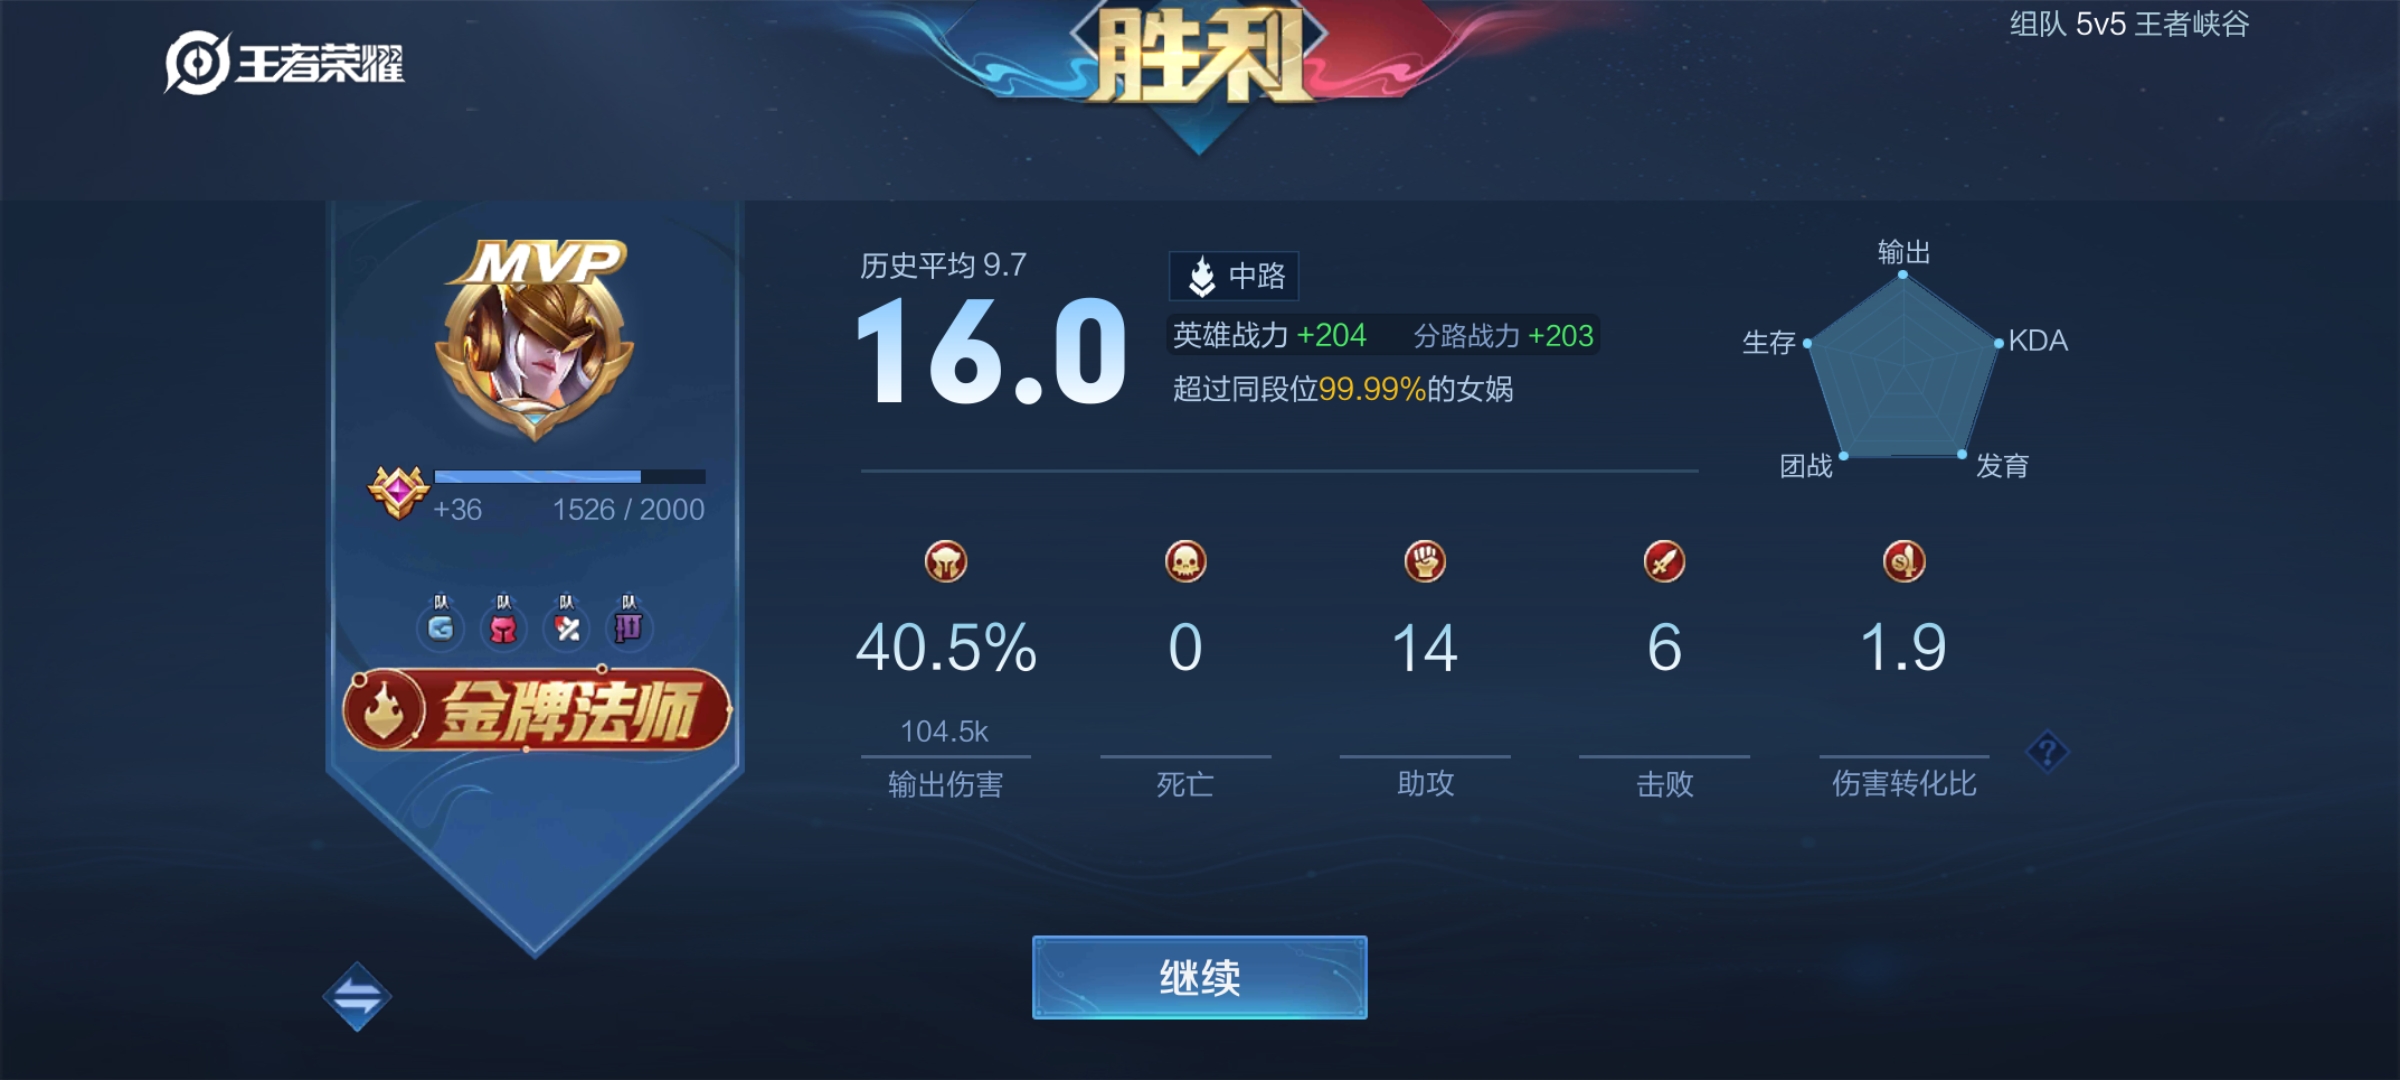 王者荣耀
胜利
组队 5v5 王者峡谷
MVP
+36 1526 / 2000
队 队 队 队
金牌法师
历史平均 9.7
16.0
中路
英雄战力 +204 分路战力 +203
超过同段位99.99%的女娲
输出
生存 KDA
团战 发育
40.5% 0 14 6 1.9
104.5k
输出伤害 死亡 助攻 击败 伤害转化比
?
继续